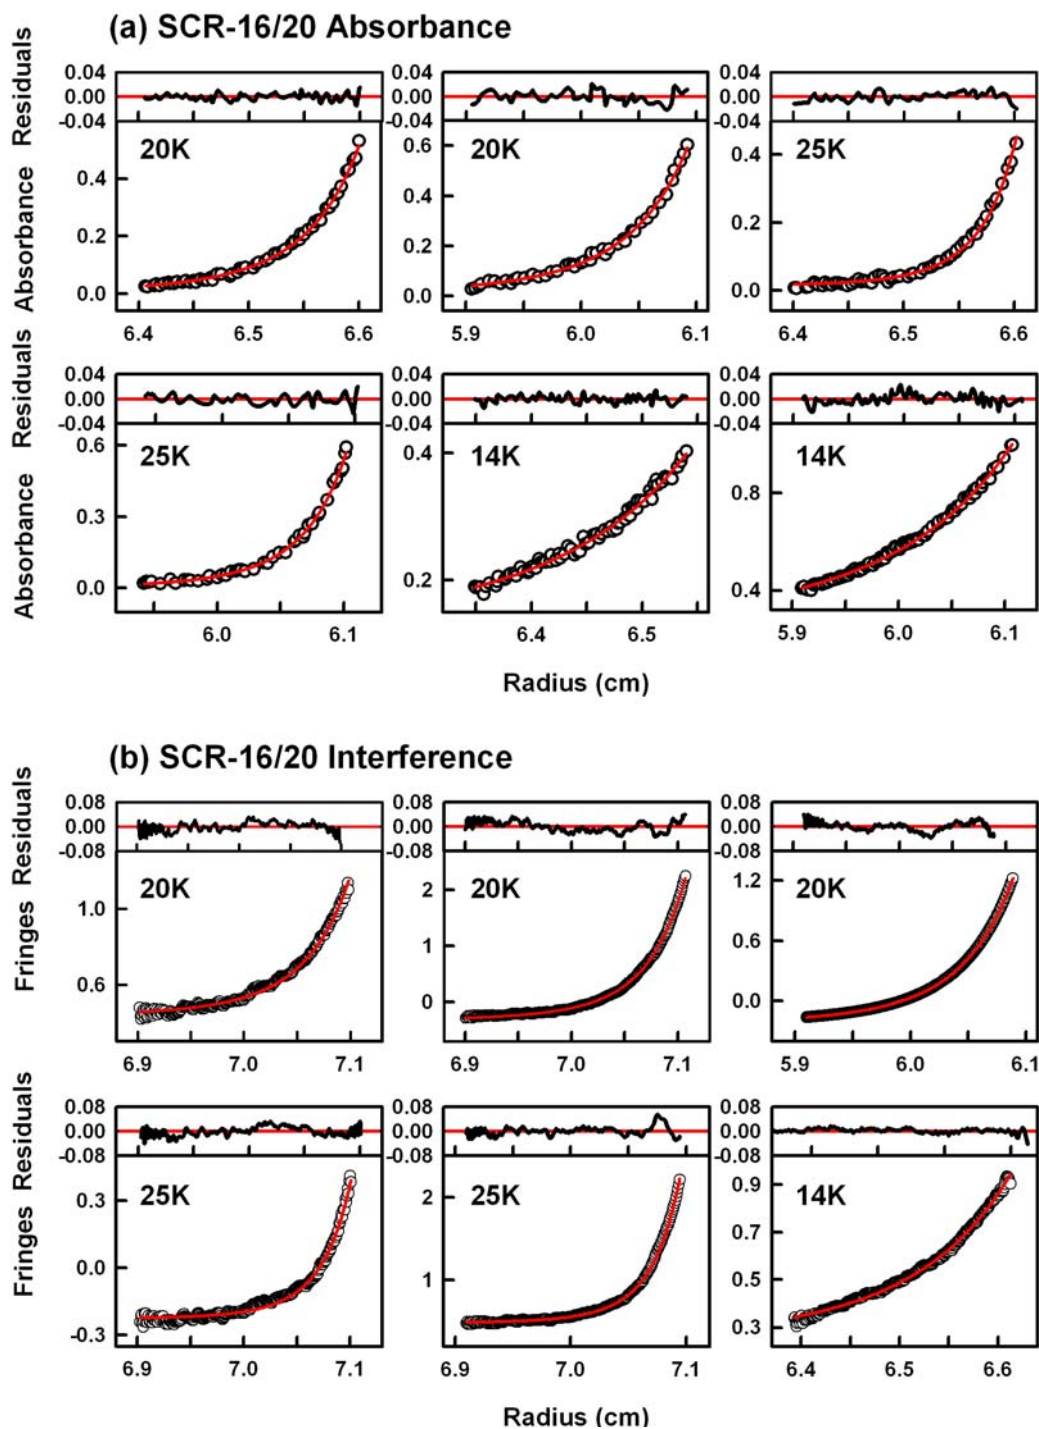 (a) SCR-16/20 Absorbance
Residuals
0.04 0.04 0.04
0.00 0.00 0.00
-0.04 -0.04 -0.04
Absorbance
20K 20K 25K
0.4 0.6 0.4
0.2 0.4 0.2
0.0 0.2 0.0
0.0
6.4 6.5 6.6 5.9 6.0 6.1 6.4 6.5 6.6
Residuals
0.04 0.04 0.04
0.00 0.00 0.00
-0.04 -0.04 -0.04
Absorbance
25K 14K 14K
0.6 0.4 0.8
0.3 0.2 0.4
0.0
6.0 6.1 6.4 6.5 5.9 6.0 6.1
Radius (cm)
(b) SCR-16/20 Interference
Fringes Residuals
0.08 0.08 0.08
0.00 0.00 0.00
-0.08 -0.08 -0.08
20K 20K 20K
1.0 2 1.2
0.6 1 0.6
0 0.0
6.9 7.0 7.1 6.9 7.0 7.1 5.9 6.0 6.1
Fringes Residuals
0.08 0.08 0.08
0.00 0.00 0.00
-0.08 -0.08 -0.08
25K 25K 14K
0.3 2 0.9
0.0 1 0.7
-0.3 0.5
0.3
6.9 7.0 7.1 6.9 7.0 7.1 6.4 6.5 6.6
Radius (cm)